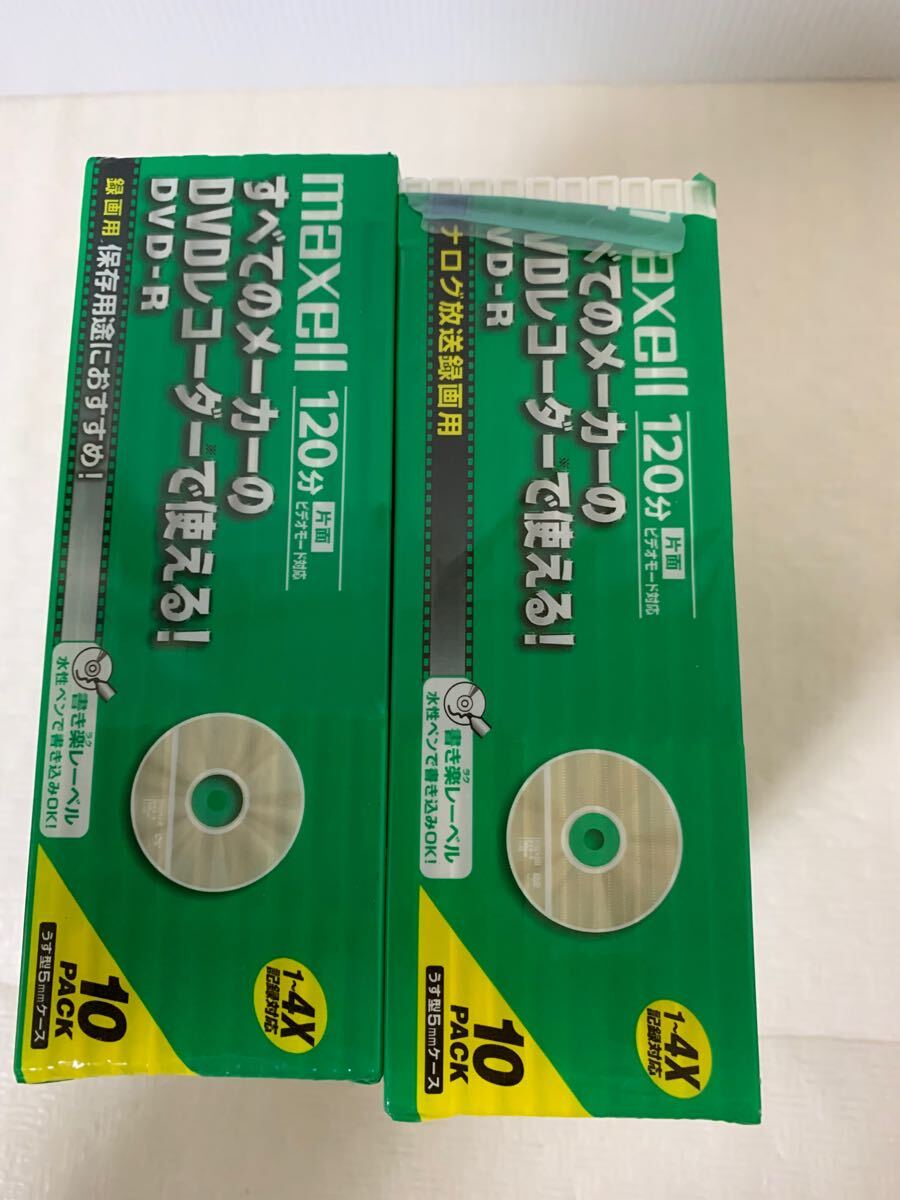 maxell
120分
片面
ビデオモード対応
すべてのメーカーの
DVDレコーダー※で使える!
DVD-R
録画用 保存用途におすすめ!
書き楽レーベル
ラク
水性ペンで書き込みOK!
1~4X
記録対応
10
PACK
うす型5mmケース
axell
120分
片面
ビデオモード対応
べてのメーカーの
VDレコーダー※で使える!
VD-R
ナログ放送録画用
書き楽レーベル
ラク
水性ペンで書き込みOK!
1~4X
記録対応
10
PACK
うす型5mmケース